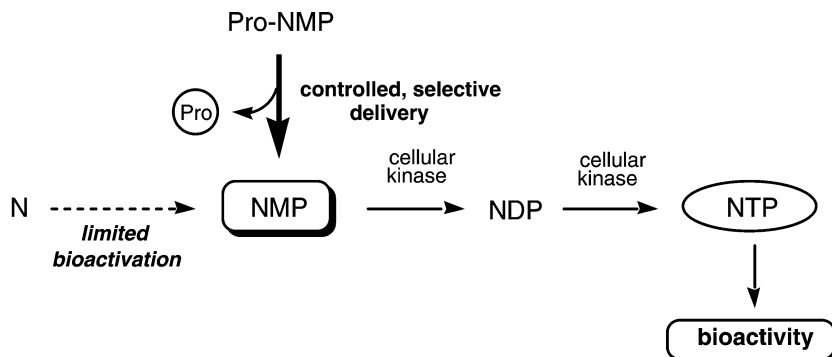 Pro-NMP
Pro
controlled, selective
delivery
N
limited
bioactivation
NMP
cellular
kinase
NDP
cellular
kinase
NTP
bioactivity